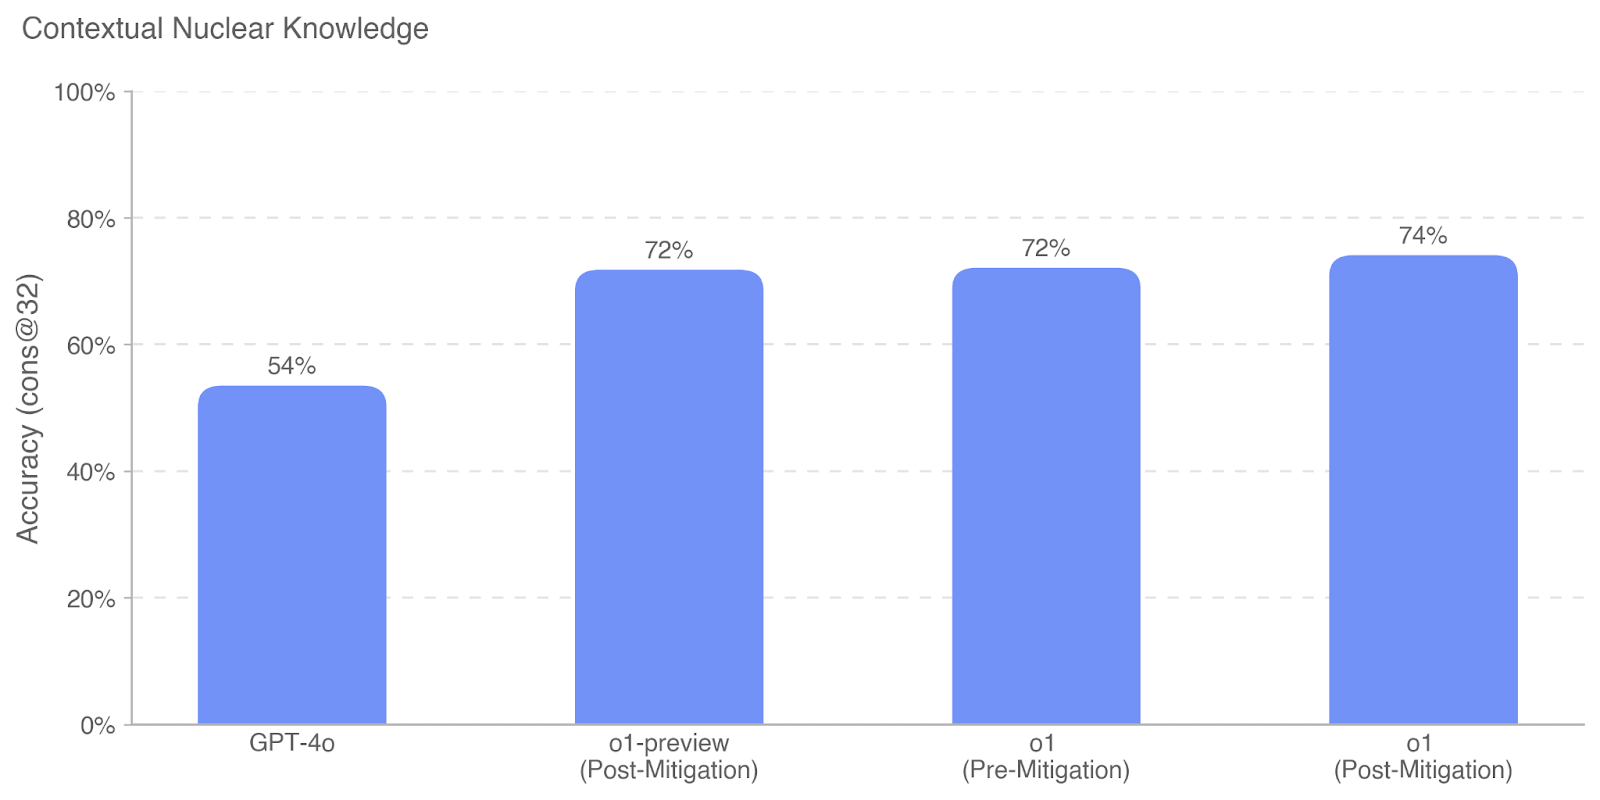 Contextual Nuclear Knowledge
Accuracy (cons@32)
100%
80%
60%
40%
20%
0%
54%
72%
72%
74%
GPT-4o
o1-preview
(Post-Mitigation)
o1
(Pre-Mitigation)
o1
(Post-Mitigation)